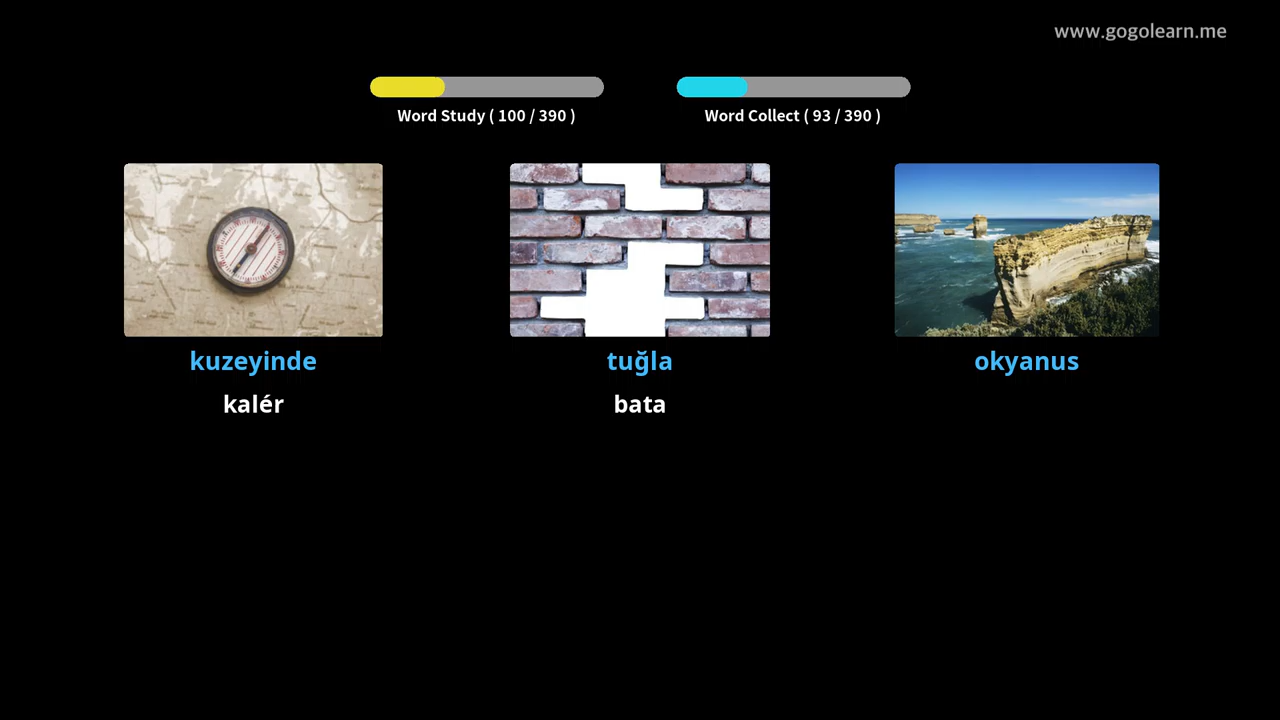 www.gogolearn.me
Word Study ( 100 / 390 )
Word Collect ( 93 / 390 )
kuzeyinde
kalér
tuğla
bata
okyanus